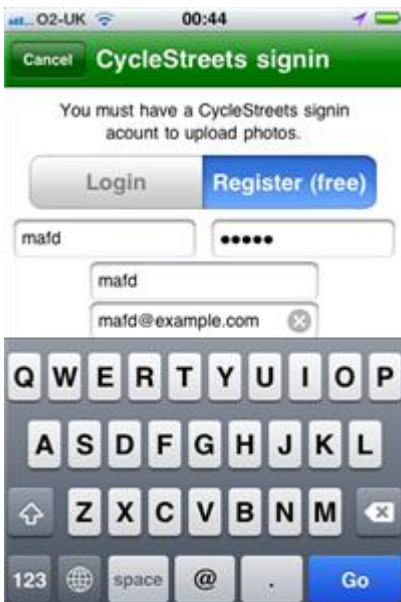 O2-UK 00:44
Cancel CycleStreets signin
You must have a CycleStreets signin
acount to upload photos.
Login Register (free)
mafd •••••
mafd
mafd@example.com
Q W E R T Y U I O P
A S D F G H J K L
Z X C V B N M
123 space @ . Go